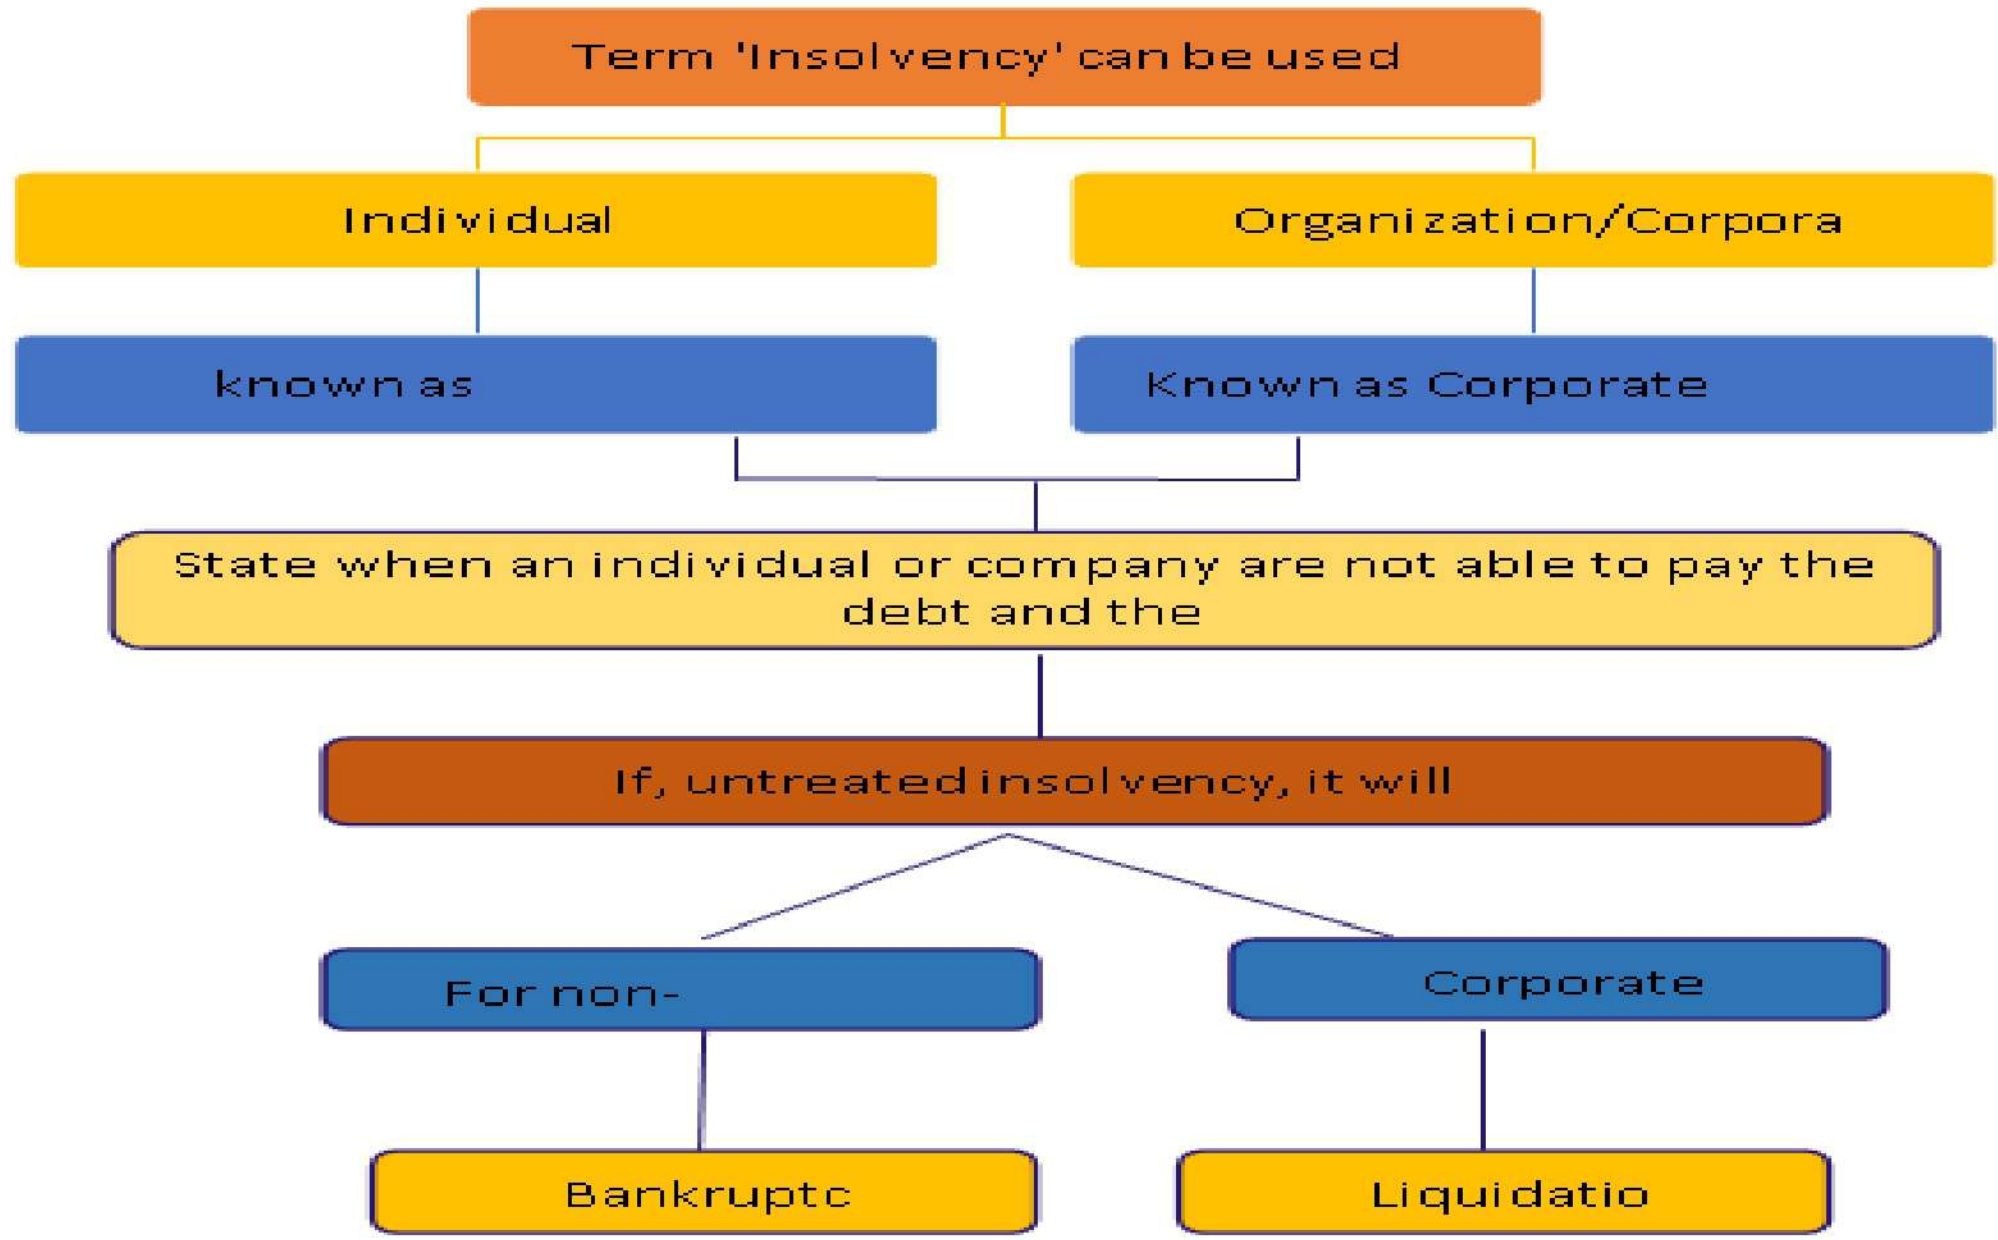 Term 'Insolvency' can be used
Individual
Organization/Corpora
known as
Known as Corporate
State when an individual or company are not able to pay the
debt and the
If, untreated insolvency, it will
For non-
Corporate
Bankruptc
Liquidatio